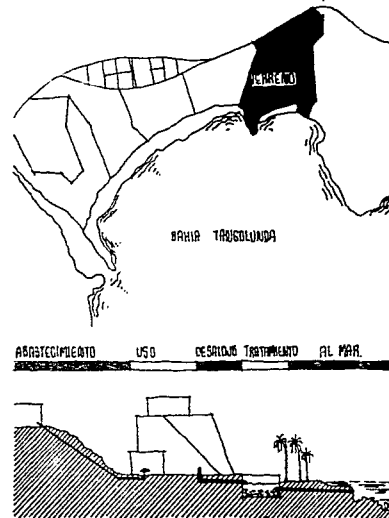 TERRENO
BAHIA TANGOLUNDA
ABASTECIMIENTO USO DESALOJO TRATAMIENTO AL MAR.